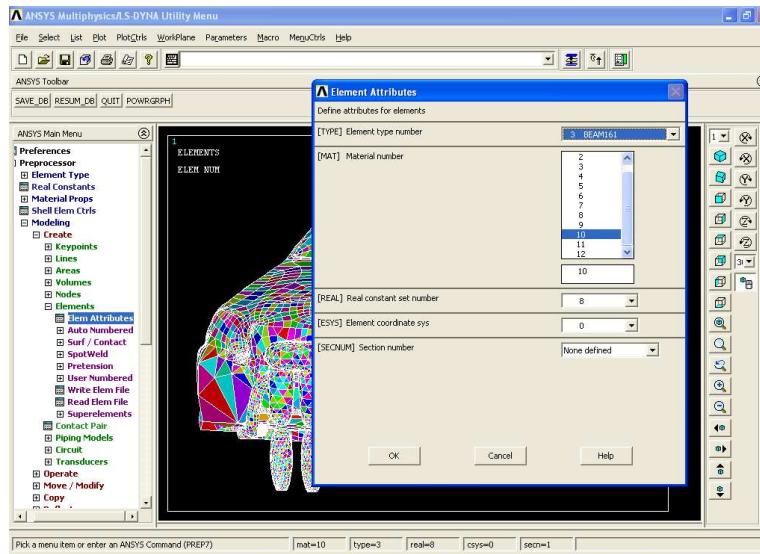 ANSYS Multiphysics/LS-DYNA Utility Menu
File Select List Plot PlotCtrls WorkPlane Parameters Macro MenuCtrls Help
ANSYS Toolbar
SAVE_DB RESUM_DB QUIT POWRGRPH
ANSYS Main Menu
Preferences
Preprocessor
Element Type
Real Constants
Material Props
Shell Elem Ctrls
Modeling
Create
Keypoints
Lines
Areas
Volumes
Nodes
Elements
Elem Attributes
Auto Numbered
Surf / Contact
SpotWeld
Pretension
User Numbered
Write Elem File
Read Elem File
Superelements
Contact Pair
Piping Models
Circuit
Transducers
Operate
Move / Modify
Copy
1
ELEMENTS
ELEM NUM
Element Attributes
Define attributes for elements
[TYPE] Element type number
3 BEAM161
[MAT] Material number
2
3
4
5
6
7
8
9
10
11
12
10
[REAL] Real constant set number
8
[ESYS] Element coordinate sys
0
[SECNUM] Section number
None defined
OK Cancel Help
1
Pick a menu item or enter an ANSYS Command (PREP7) mat=10 type=3 real=8 csys=0 secn=1